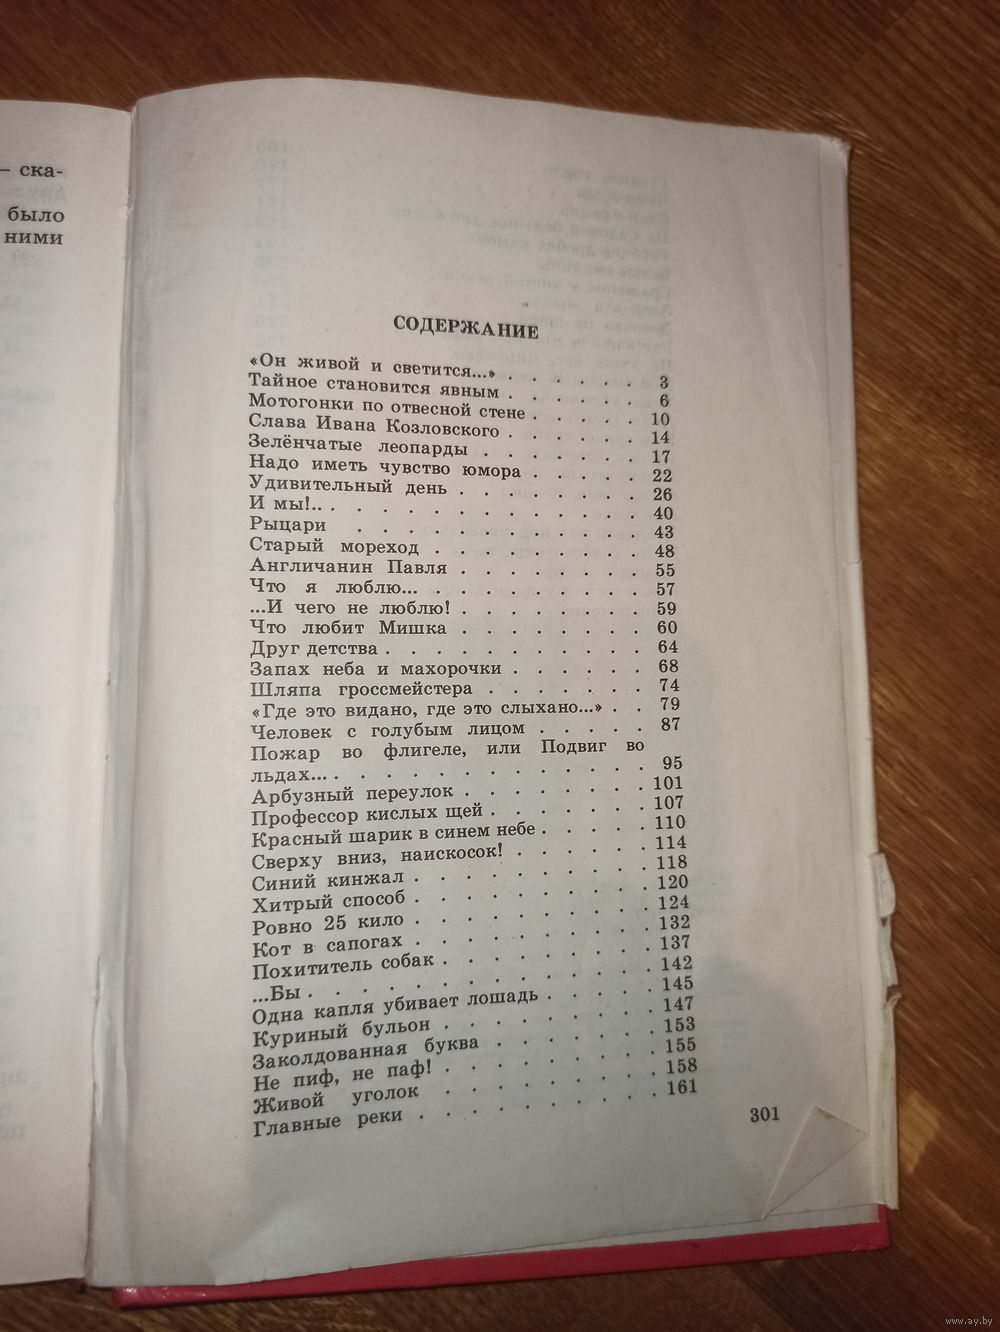 — ска-
было
ними
СОДЕРЖАНИЕ
«Он живой и светится...» . . . . . . 3
Тайное становится явным . . . . . . 6
Мотогонки по отвесной стене . . . . . 10
Слава Ивана Козловского . . . . . . 14
Зелёнчатые леопарды . . . . . . . 17
Надо иметь чувство юмора . . . . . 22
Удивительный день . . . . . . . . 26
И мы!.. . . . . . . . . . . . . 40
Рыцари . . . . . . . . . . . 43
Старый мореход . . . . . . . . 48
Англичанин Павля . . . . . . . 55
Что я люблю... . . . . . . . . 57
...И чего не люблю! . . . . . . . 59
Что любит Мишка . . . . . . . 60
Друг детства . . . . . . . . . . 64
Запах неба и махорочки . . . . . 68
Шляпа гроссмейстера . . . . . . 74
«Где это видано, где это слыхано...» . . 79
Человек с голубым лицом . . . . . 87
Пожар во флигеле, или Подвиг во
льдах... . . . . . . . . . . . . 95
Арбузный переулок . . . . . . . 101
Профессор кислых щей . . . . . . 107
Красный шарик в синем небе . . . . 110
Сверху вниз, наискосок! . . . . . . 114
Синий кинжал . . . . . . . . . 118
Хитрый способ . . . . . . . . . 120
Ровно 25 кило . . . . . . . . . 124
Кот в сапогах . . . . . . . . . 132
Похититель собак . . . . . . . . 137
...Бы . . . . . . . . . . . . 142
Одна капля убивает лошадь . . . . . 145
Куриный бульон . . . . . . . . 147
Заколдованная буква . . . . . . . 153
Не пиф, не паф! . . . . . . . . 155
Живой уголок . . . . . . . . . 158
Главные реки . . . . . . . . . 161
301
www.ay.by